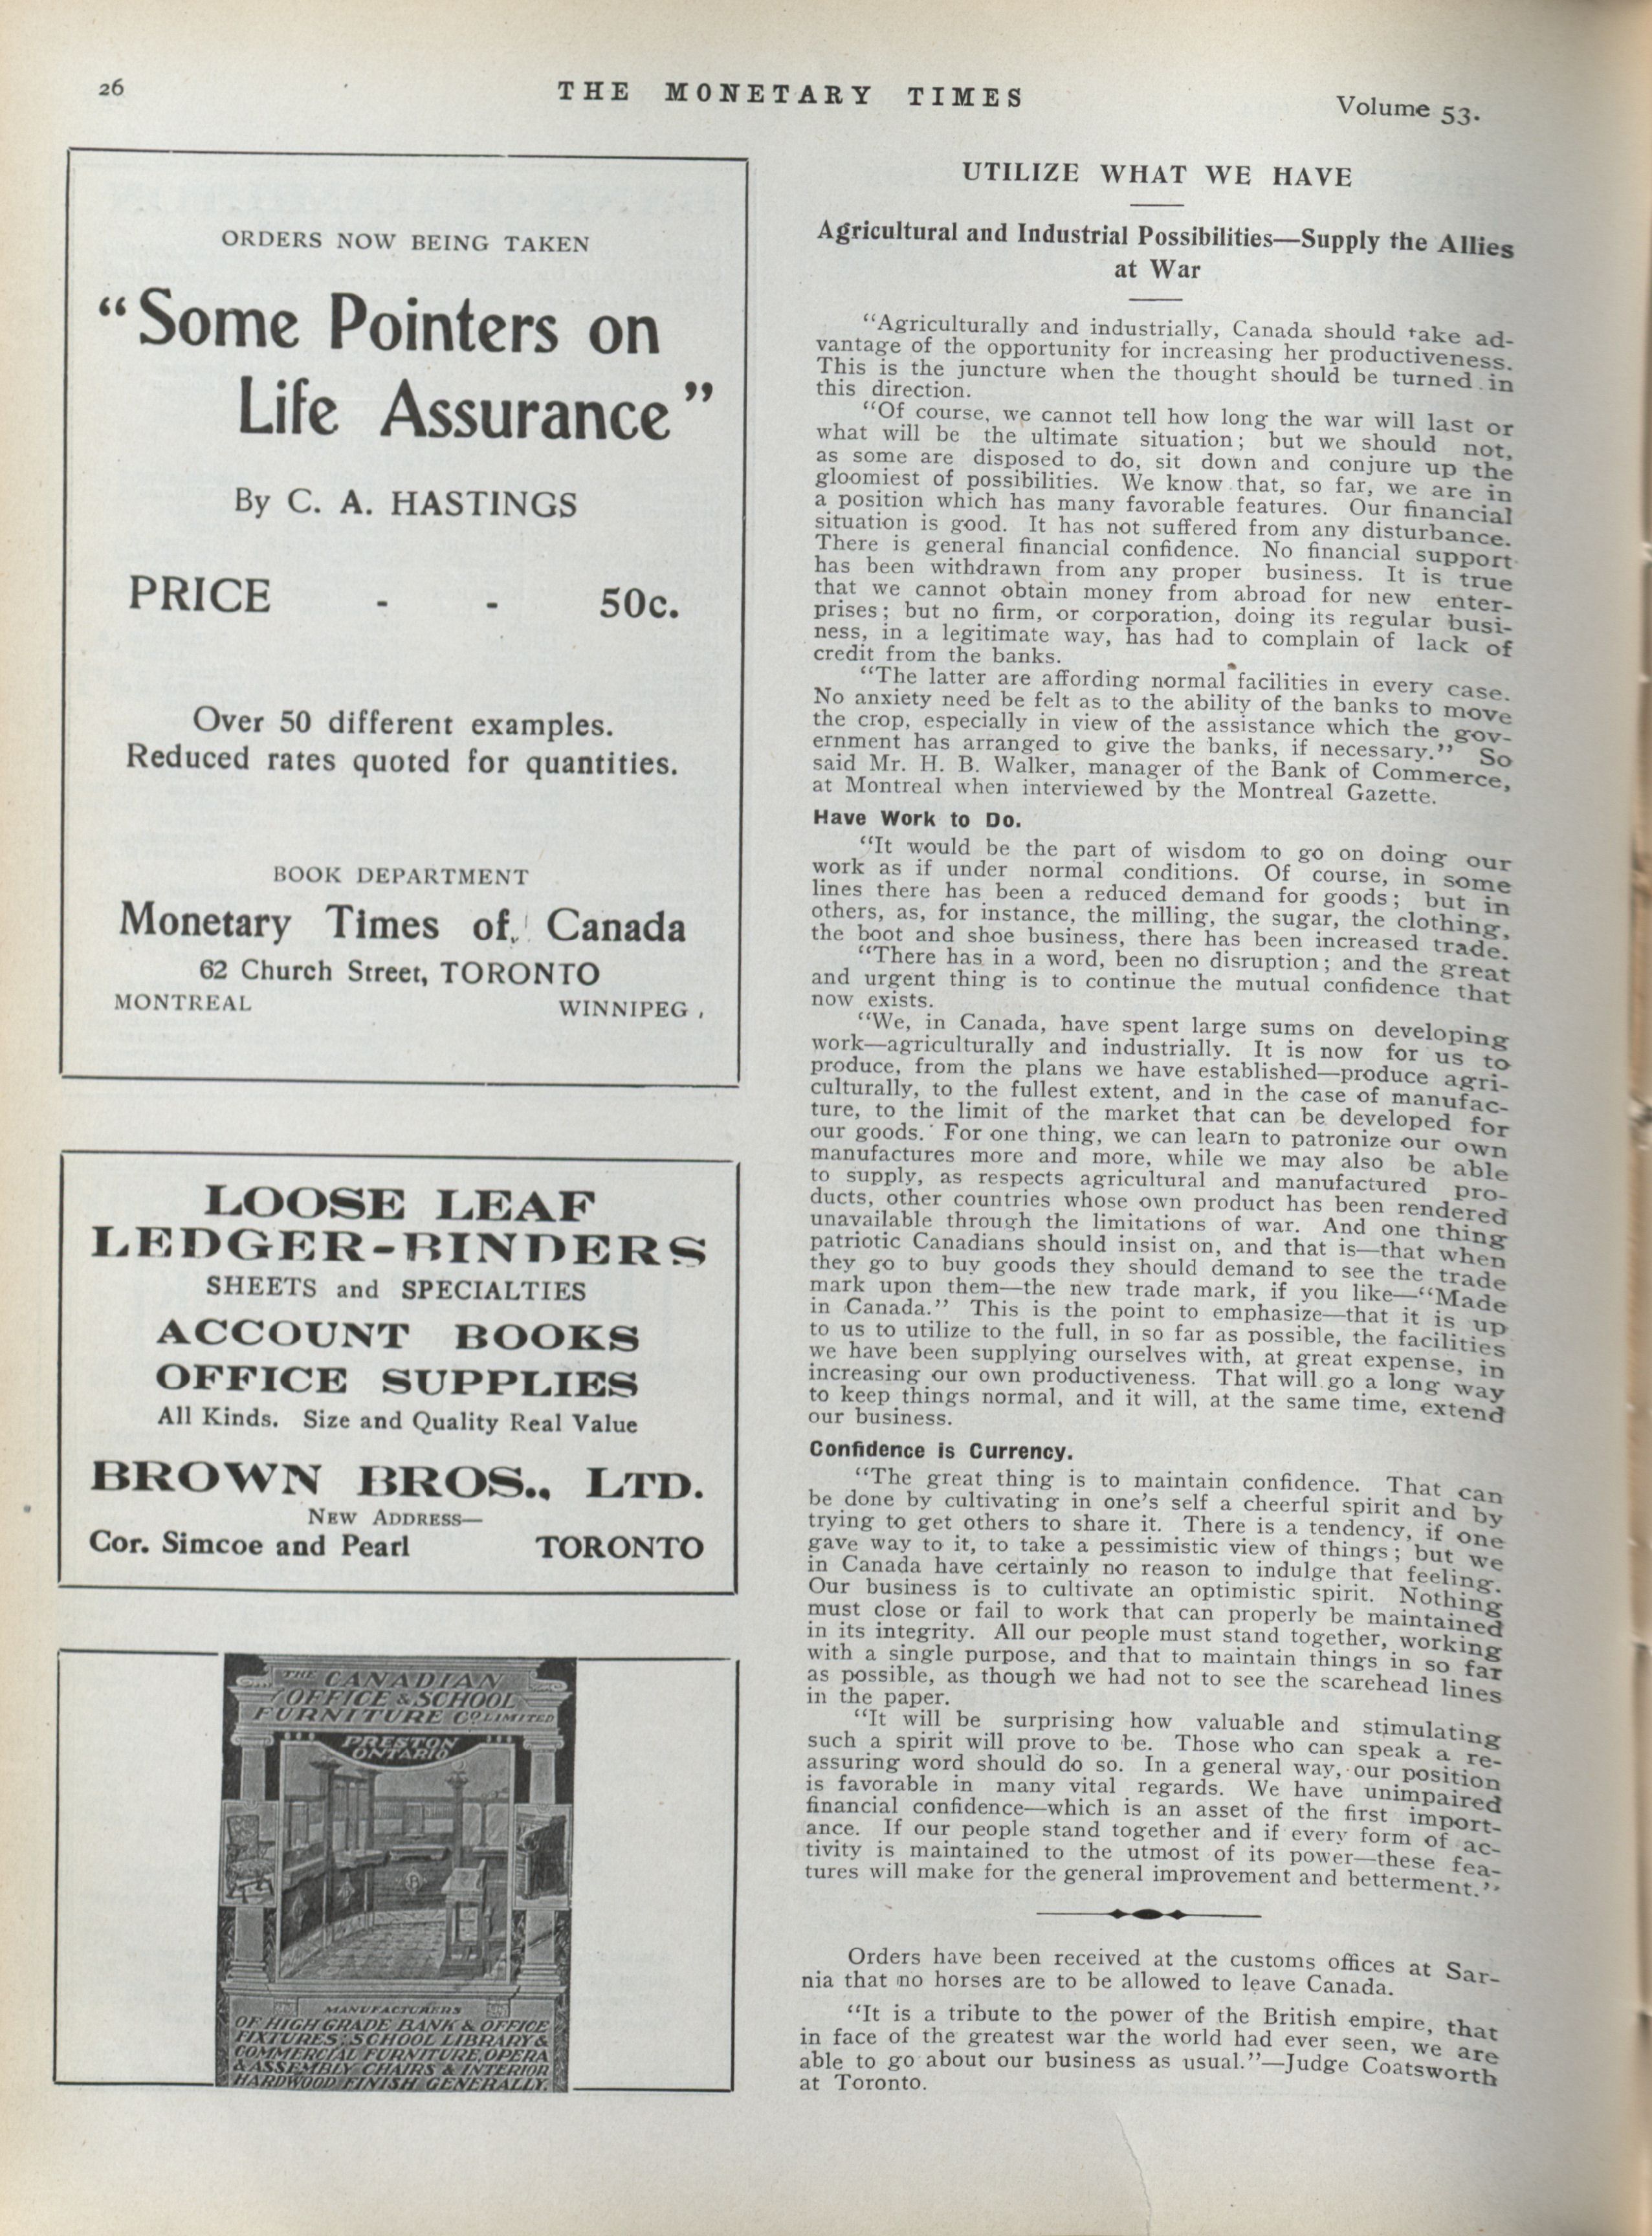 26
THE MONETARY TIMES
Volume 53.
ORDERS NOW BEING TAKEN
“Some Pointers on
Life Assurance”
By C. A. HASTINGS
PRICE - - 50c.
Over 50 different examples.
Reduced rates quoted for quantities.
BOOK DEPARTMENT
Monetary Times of Canada
62 Church Street, TORONTO
MONTREAL WINNIPEG
LOOSE LEAF
LEDGER-BINDERS
SHEETS and SPECIALTIES
ACCOUNT BOOKS
OFFICE SUPPLIES
All Kinds. Size and Quality Real Value
BROWN BROS., LTD.
NEW ADDRESS—
Cor. Simcoe and Pearl TORONTO
THE CANADIAN
OFFICE & SCHOOL
FURNITURE CO. LIMITED
PRESTON
ONTARIO
MANUFACTURERS
OF HIGH GRADE BANK & OFFICE
FIXTURES, SCHOOL LIBRARY &
COMMERCIAL FURNITURE, OPERA
& ASSEMBLY CHAIRS & INTERIOR
HARDWOOD FINISH GENERALLY.
UTILIZE WHAT WE HAVE
Agricultural and Industrial Possibilities—Supply the Allies
at War
“Agriculturally and industrially, Canada should take ad-
vantage of the opportunity for increasing her productiveness.
This is the juncture when the thought should be turned in
this direction.
“Of course, we cannot tell how long the war will last or
what will be the ultimate situation; but we should not,
as some are disposed to do, sit down and conjure up the
gloomiest of possibilities. We know that, so far, we are in
a position which has many favorable features. Our financial
situation is good. It has not suffered from any disturbance.
There is general financial confidence. No financial support
has been withdrawn from any proper business. It is true
that we cannot obtain money from abroad for new enter-
prises; but no firm, or corporation, doing its regular busi-
ness, in a legitimate way, has had to complain of lack of
credit from the banks.
“The latter are affording normal facilities in every case.
No anxiety need be felt as to the ability of the banks to move
the crop, especially in view of the assistance which the gov-
ernment has arranged to give the banks, if necessary.” So
said Mr. H. B. Walker, manager of the Bank of Commerce,
at Montreal when interviewed by the Montreal Gazette.
Have Work to Do.
“It would be the part of wisdom to go on doing our
work as if under normal conditions. Of course, in some
lines there has been a reduced demand for goods; but in
others, as, for instance, the milling, the sugar, the clothing,
the boot and shoe business, there has been increased trade.
“There has in a word, been no disruption; and the great
and urgent thing is to continue the mutual confidence that
now exists.
“We, in Canada, have spent large sums on developing
work—agriculturally and industrially. It is now for us to
produce, from the plans we have established—produce agri-
culturally, to the fullest extent, and in the case of manufac-
ture, to the limit of the market that can be developed for
our goods. For one thing, we can learn to patronize our own
manufactures more and more, while we may also be able
to supply, as respects agricultural and manufactured pro-
ducts, other countries whose own product has been rendered
unavailable through the limitations of war. And one thing
patriotic Canadians should insist on, and that is—that when
they go to buy goods they should demand to see the trade
mark upon them—the new trade mark, if you like—“Made
in Canada.” This is the point to emphasize—that it is up
to us to utilize to the full, in so far as possible, the facilities
we have been supplying ourselves with, at great expense, in
increasing our own productiveness. That will go a long way
to keep things normal, and it will, at the same time, extend
our business.
Confidence is Currency.
“The great thing is to maintain confidence. That can
be done by cultivating in one’s self a cheerful spirit and by
trying to get others to share it. There is a tendency, if one
gave way to it, to take a pessimistic view of things; but we
in Canada have certainly no reason to indulge that feeling.
Our business is to cultivate an optimistic spirit. Nothing
must close or fail to work that can properly be maintained
in its integrity. All our people must stand together, working
with a single purpose, and that to maintain things in so far
as possible, as though we had not to see the scarehead lines
in the paper.
“It will be surprising how valuable and stimulating
such a spirit will prove to be. Those who can speak a re-
assuring word should do so. In a general way, our position
is favorable in many vital regards. We have unimpaired
financial confidence—which is an asset of the first import-
ance. If our people stand together and if every form of ac-
tivity is maintained to the utmost of its power—these fea-
tures will make for the general improvement and betterment.”
Orders have been received at the customs offices at Sar-
nia that no horses are to be allowed to leave Canada.
“It is a tribute to the power of the British empire, that
in face of the greatest war the world had ever seen, we are
able to go about our business as usual.”—Judge Coatsworth
at Toronto.